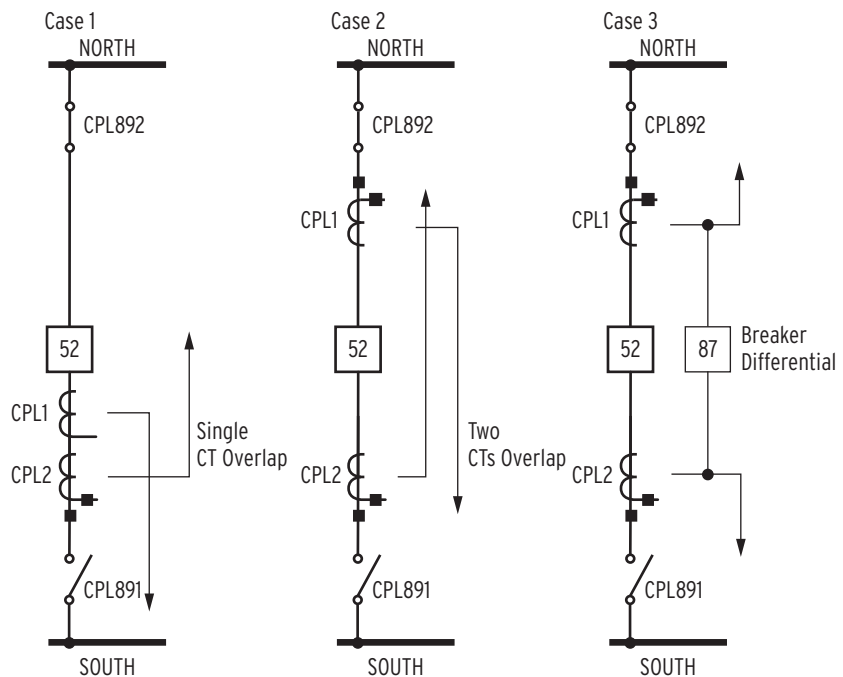 Case 1
NORTH
CPL892
52
CPL1
CPL2
Single
CT Overlap
CPL891
SOUTH
Case 2
NORTH
CPL892
CPL1
52
CPL2
Two
CTs Overlap
CPL891
SOUTH
Case 3
NORTH
CPL892
CPL1
52
87
Breaker
Differential
CPL2
CPL891
SOUTH